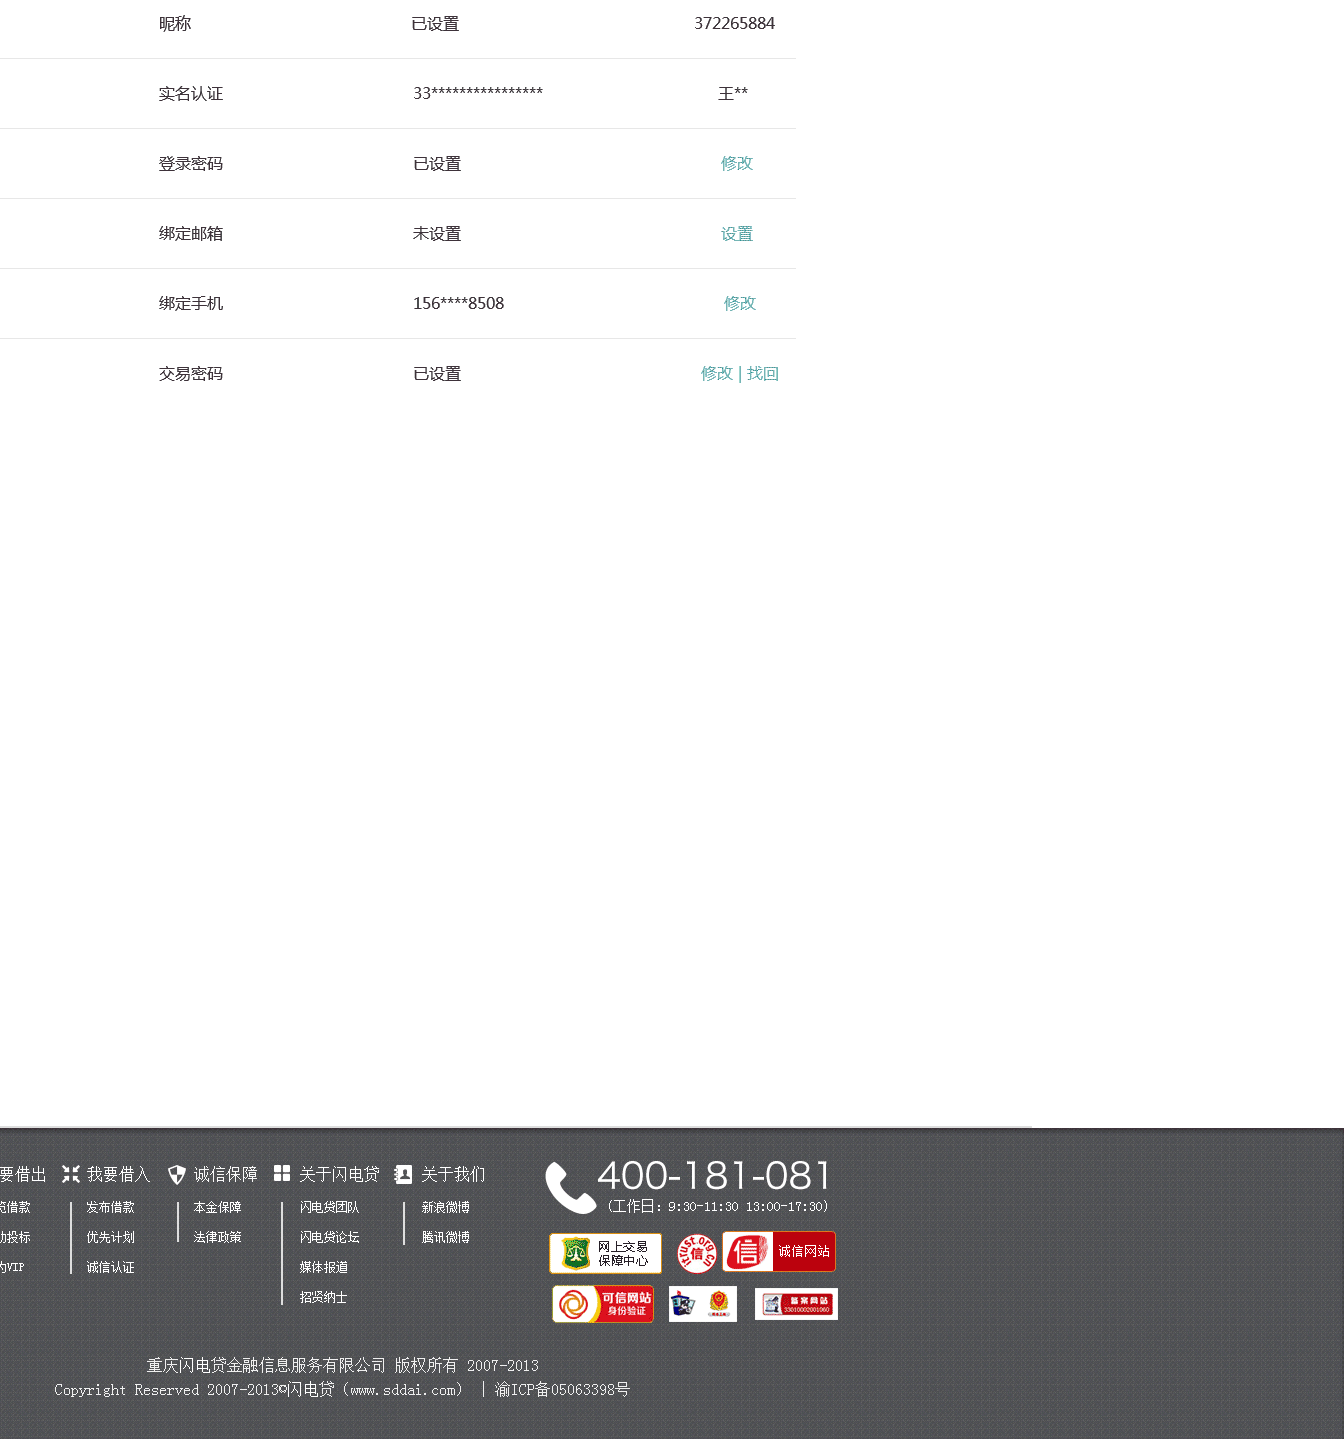 昵称 已设置 372265884
实名认证 33**************** 王**
登录密码 已设置 修改
绑定邮箱 未设置 设置
绑定手机 156****8508 修改
交易密码 已设置 修改 | 找回
要借出 我要借入 诚信保障 关于闪电贷 关于我们
借款 发布借款 本金保障 闪电贷团队 新浪微博
投标 优先计划 法律政策 闪电贷论坛 腾讯微博
VIP 诚信认证 媒体报道
招贤纳士
400-181-081
(工作日: 9:30-11:30 13:00-17:30)
网上交易
保障中心
itrust.org.cn
信
信 诚信网站
可信网站
身份验证
备案网站
33010002001060
重庆闪电贷金融信息服务有限公司 版权所有 2007-2013
Copyright Reserved 2007-2013©闪电贷（www.sddai.com） | 渝ICP备05063398号